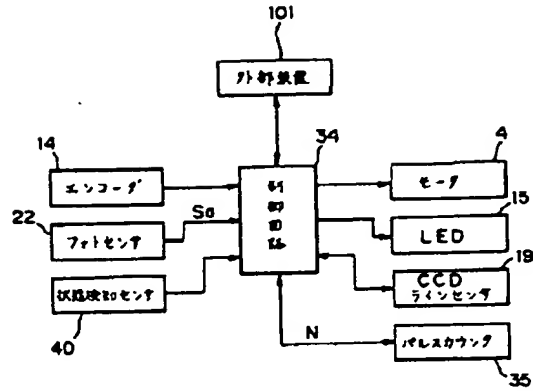 101
外部装置
14
34
4
エンコーダ
制御回路
モータ
15
22
フォトセンサ
Sa
LED
19
CCD
ラインセンサ
状態検知センサ
40
N
パルスカウンタ
35